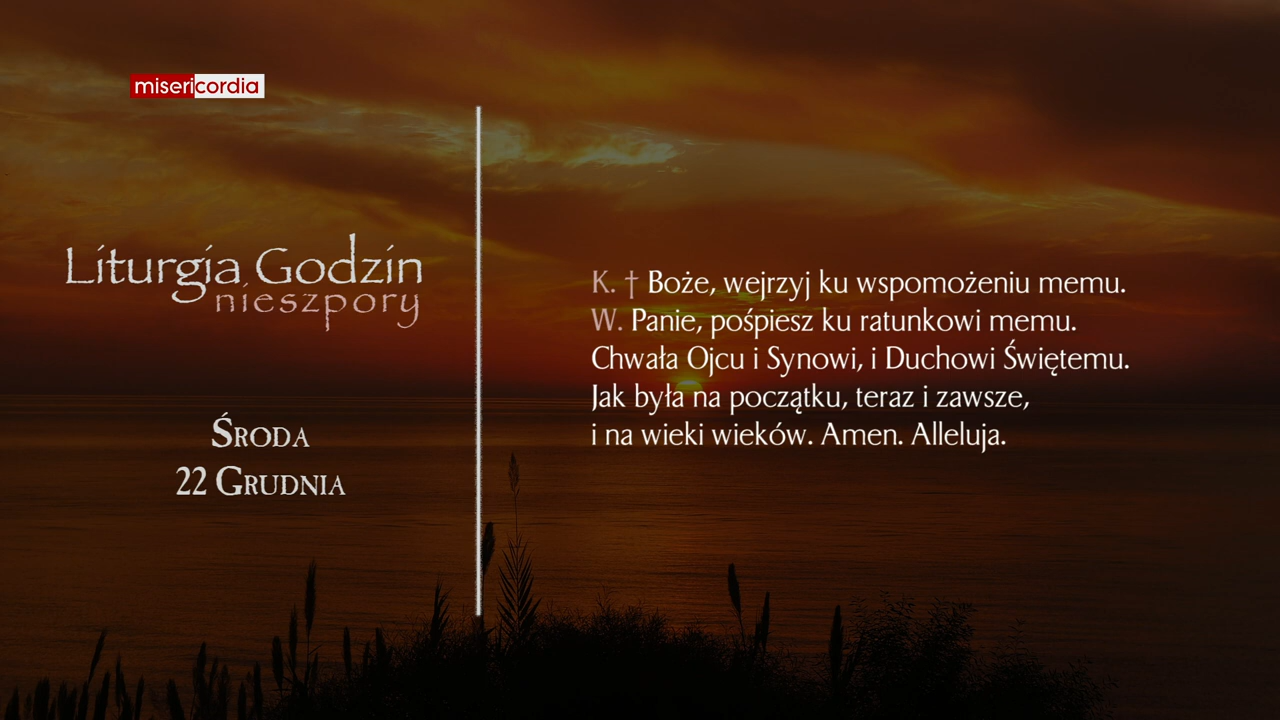 misericordia
Liturgia Godzin
nieszpory
Środa
22 Grudnia
K. † Boże, wejrzyj ku wspomożeniu memu.
W. Panie, pośpiesz ku ratunkowi memu.
Chwała Ojcu i Synowi, i Duchowi Świętemu.
Jak była na początku, teraz i zawsze,
i na wieki wieków. Amen. Alleluja.